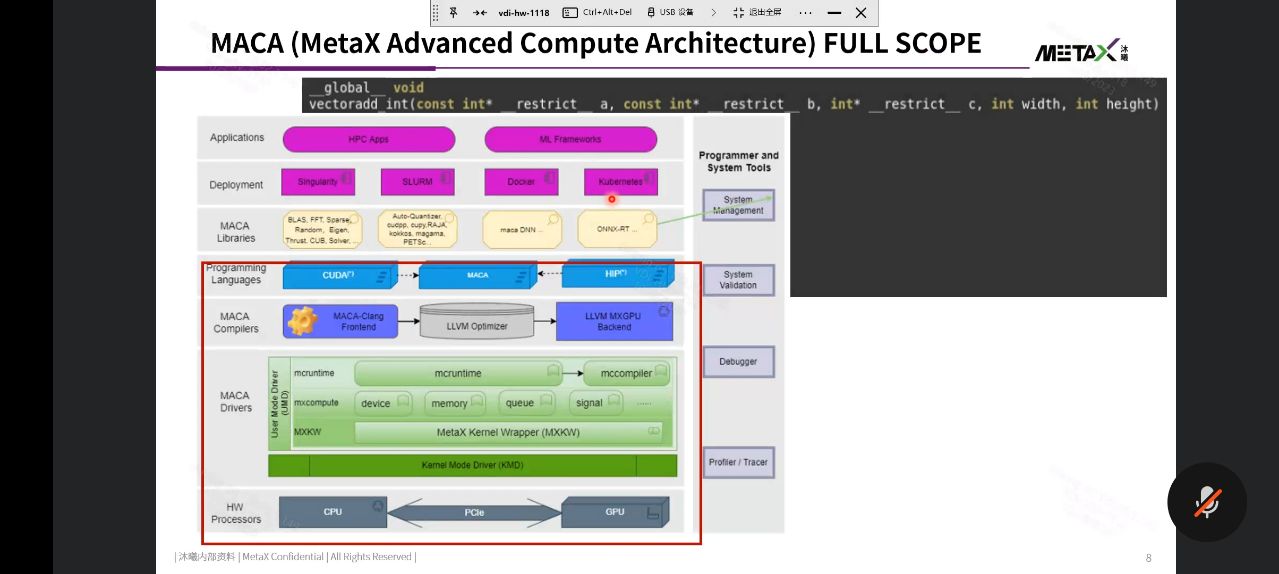 vdi-hw-1118
Ctrl+Alt+Del
USB 设备
退出全屏
MACA (MetaX Advanced Compute Architecture) FULL SCOPE
METAX 沐曦
__global__ void
vectoradd_int(const int* __restrict__ a, const int* __restrict__ b, int* __restrict__ c, int width, int height)
Applications
HPC Apps
ML Frameworks
Deployment
Singularity
SLURM
Docker
Kubernetes
MACA
Libraries
BLAS, FFT, Sparse,
Random, Eigen,
Thrust, CUB, Solver, ...
Auto-Quantizer,
cucpp, cupy,RAJA,
kokkos, magama,
PETSc...
maca DNN ...
ONNX-RT ...
Programming
Languages
CUDA(*)
MACA
HIP(*)
MACA
Compilers
MACA-Clang
Frontend
LLVM Optimizer
LLVM MXGPU
Backend
MACA
Drivers
User Mode Driver
(UMD)
mcruntime
mcruntime
mccompiler
mxcompute
device
memory
queue
signal
......
MXKW
MetaX Kernel Wrapper (MXKW)
Kernel Mode Driver (KMD)
HW
Processors
CPU
PCIe
GPU
Programmer and
System Tools
System
Management
System
Validation
Debugger
Profiler / Tracer
| 沐曦内部资料 | MetaX Confidential | All Rights Reserved |
8